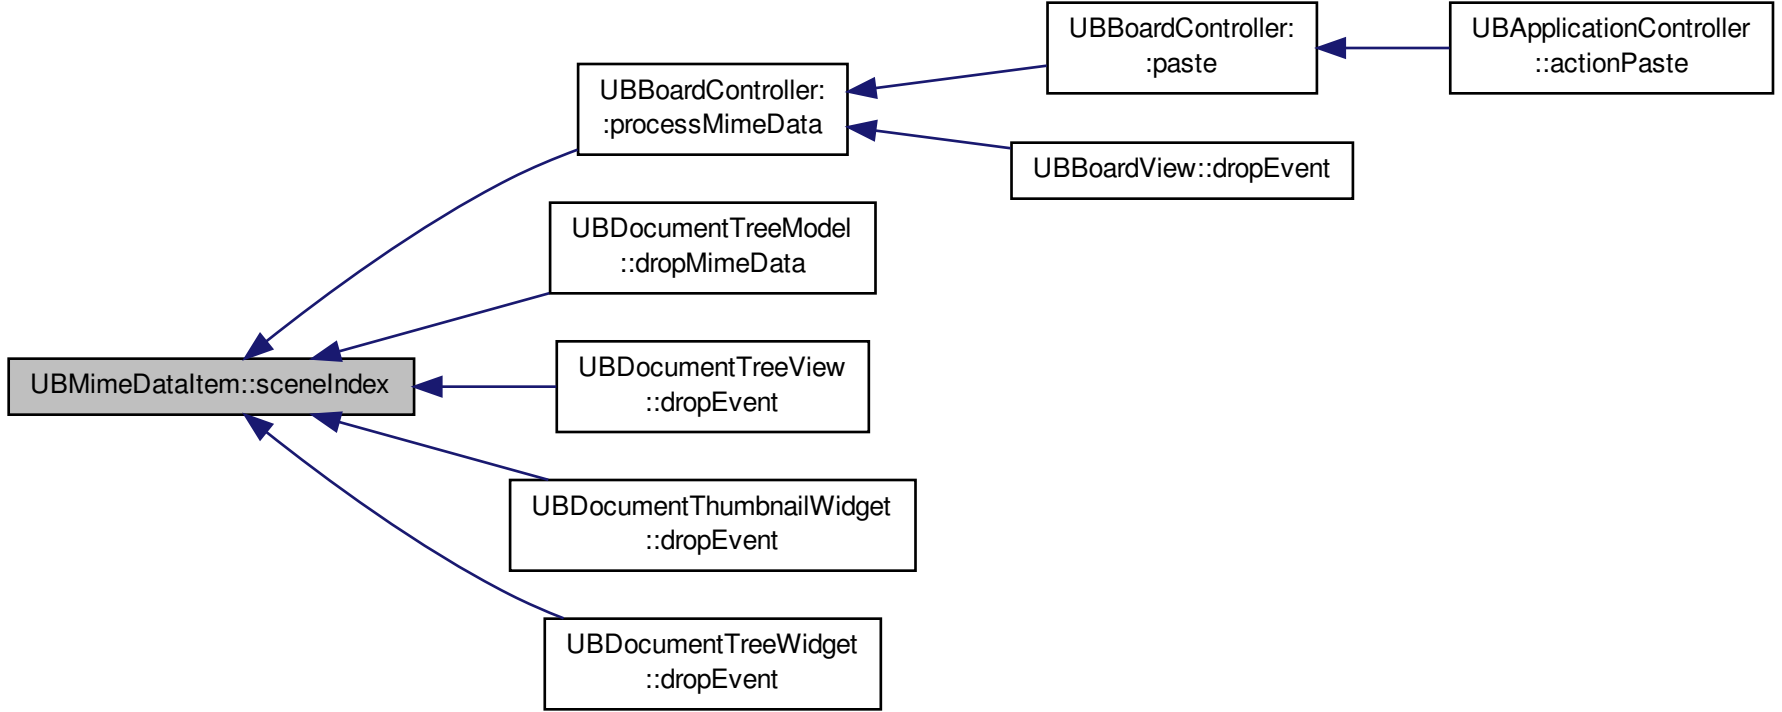 UBBoardController:
:paste
UBApplicationController
::actionPaste
UBBoardController:
:processMimeData
UBBoardView::dropEvent
UBDocumentTreeModel
::dropMimeData
UBMimeDataItem::sceneIndex
UBDocumentTreeView
::dropEvent
UBDocumentThumbnailWidget
::dropEvent
UBDocumentTreeWidget
::dropEvent